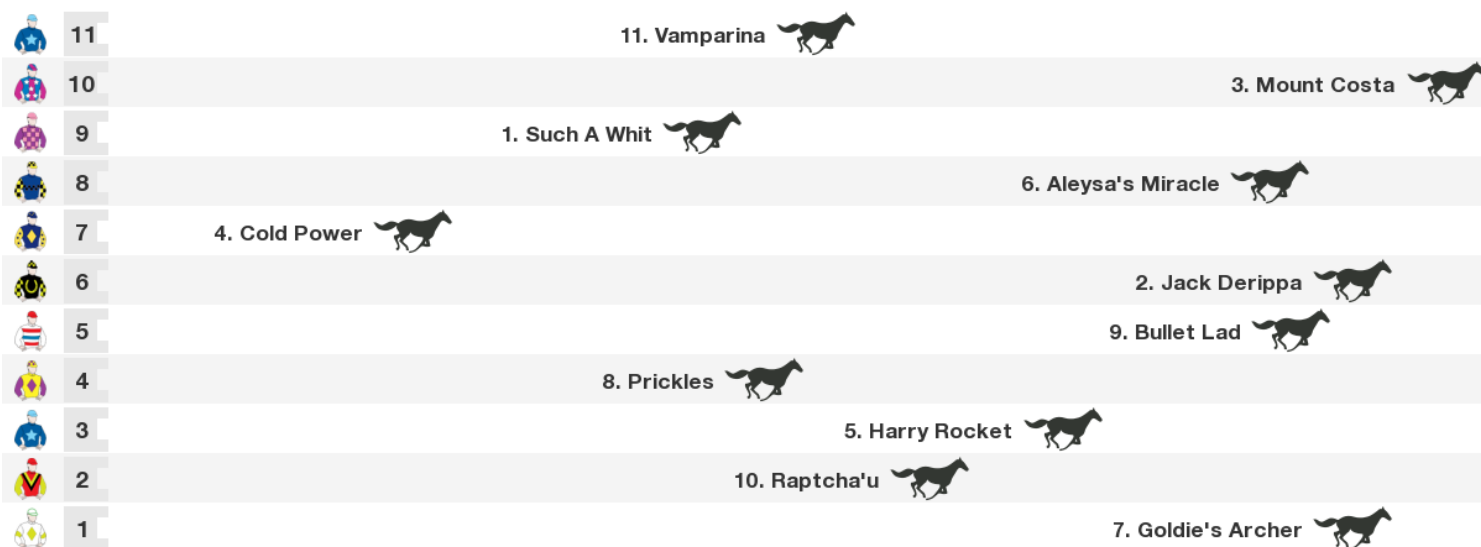 11 11. Vamparina
10 3. Mount Costa
9 1. Such A Whit
8 6. Aleysa's Miracle
7 4. Cold Power
6 2. Jack Derippa
5 9. Bullet Lad
4 8. Prickles
3 5. Harry Rocket
2 10. Raptcha'u
1 7. Goldie's Archer